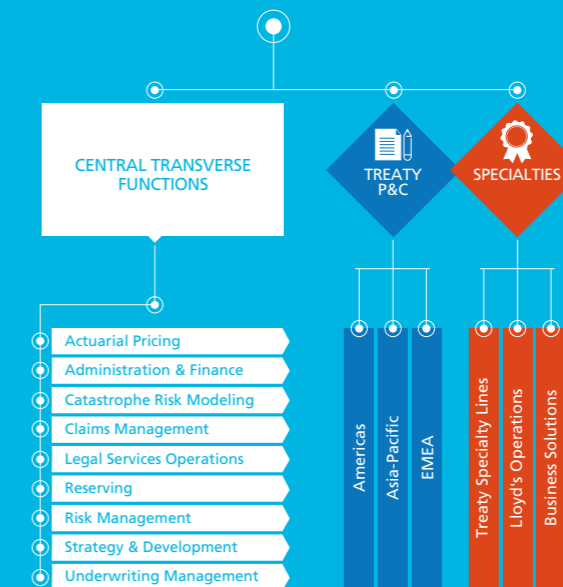 CENTRAL TRANSVERSE
FUNCTIONS
TREATY
P&C
SPECIALTIES
Actuarial Pricing
Administration & Finance
Catastrophe Risk Modeling
Claims Management
Legal Services Operations
Reserving
Risk Management
Strategy & Development
Underwriting Management
Americas
Asia-Pacific
EMEA
Treaty Specialty Lines
Lloyd's Operations
Business Solutions